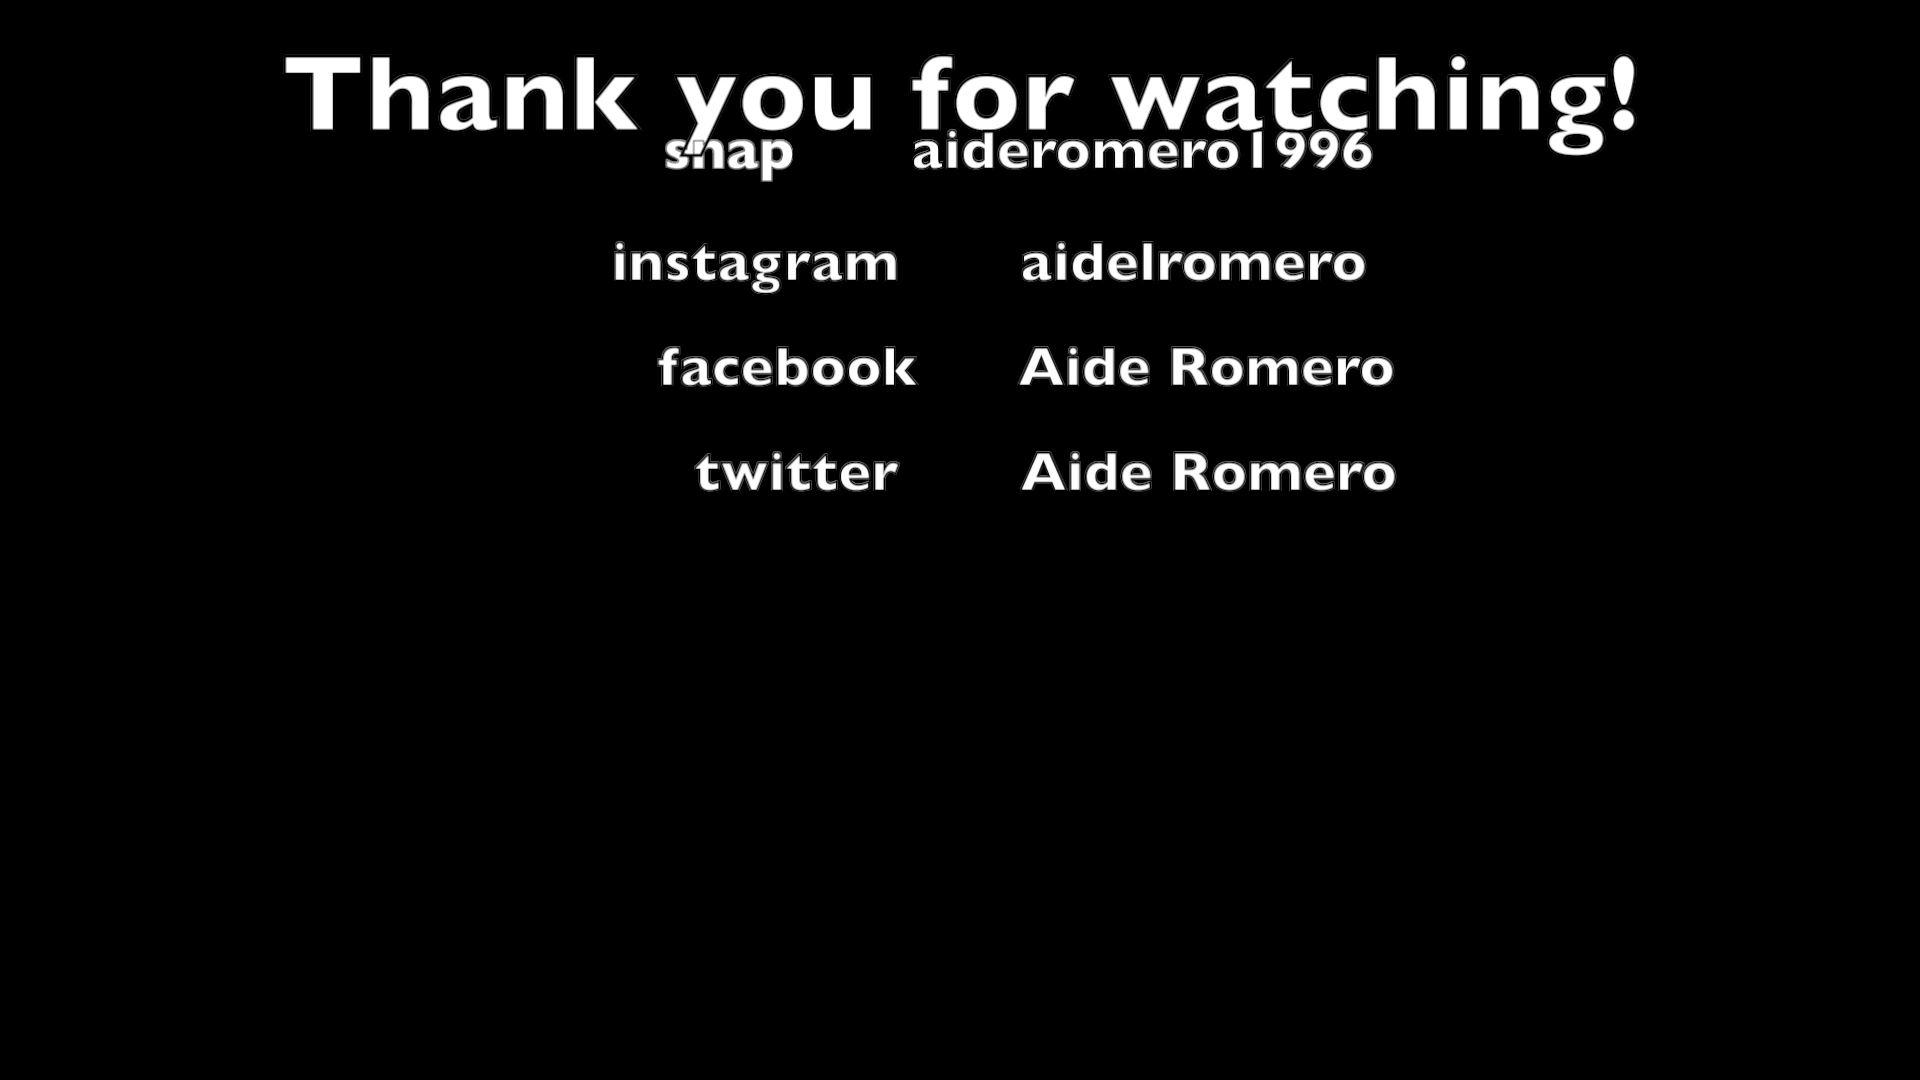 Thank you for watching!
snap aideromero1996
instagram aidelromero
facebook Aide Romero
twitter Aide Romero